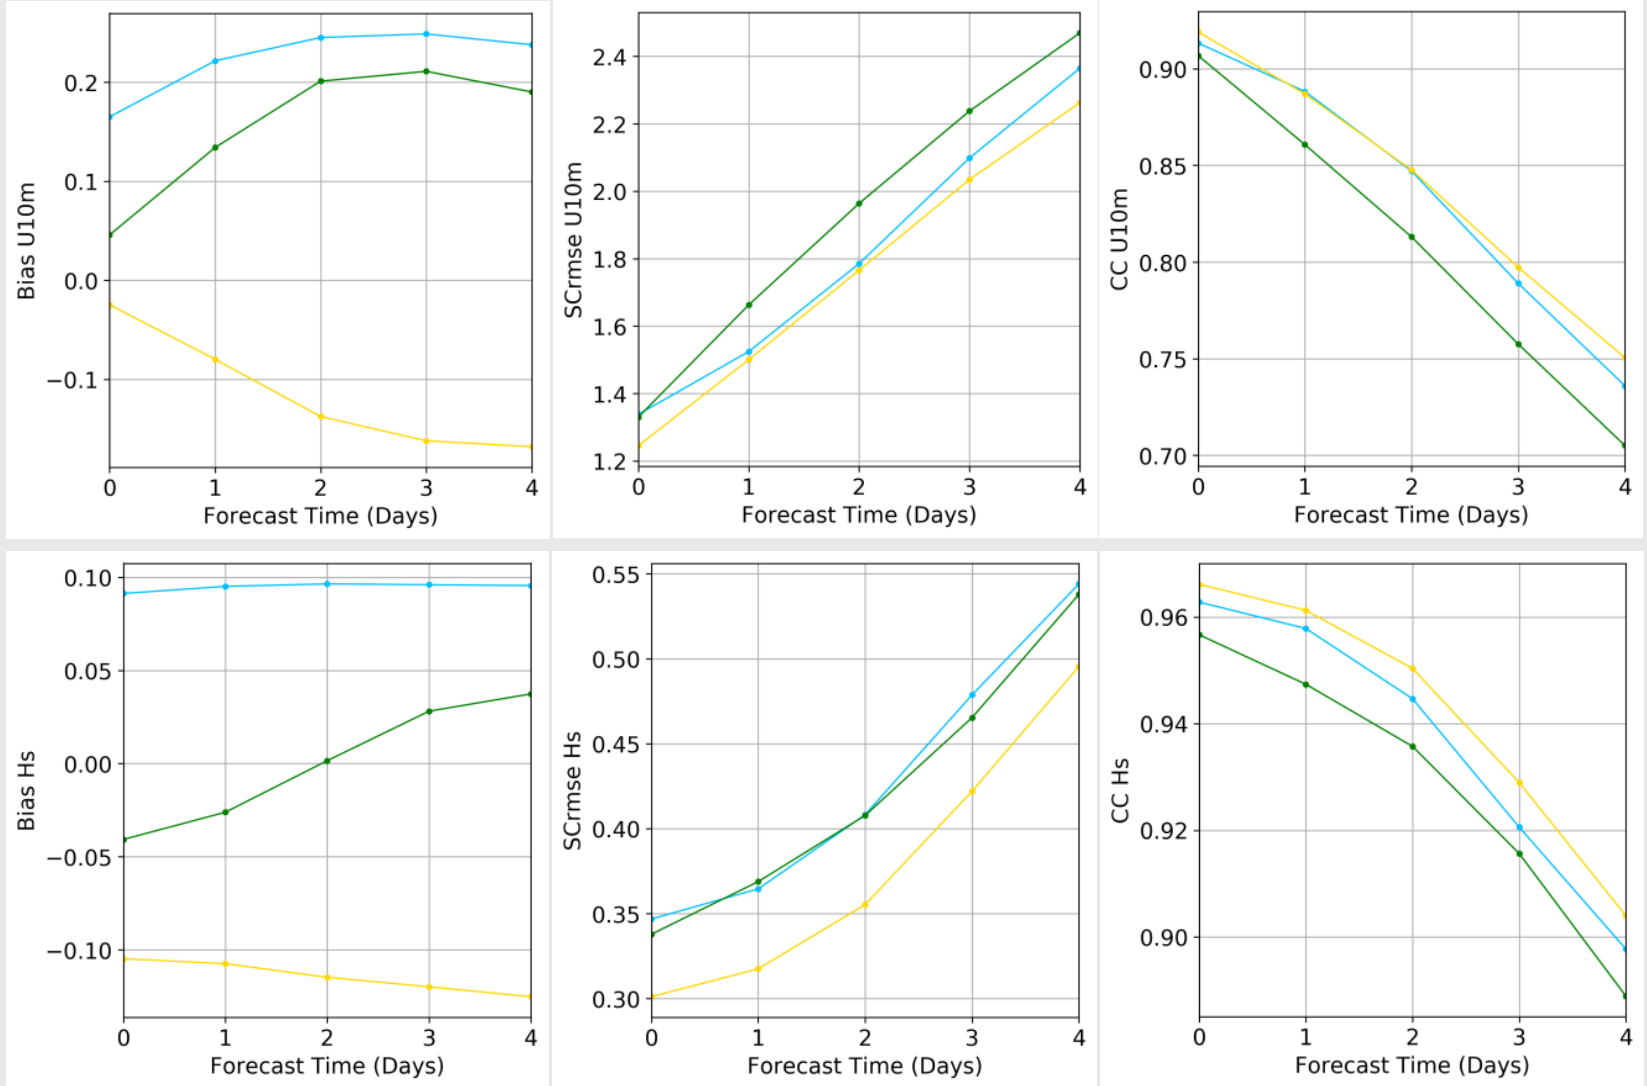 Bias U10m
0.2
0.1
0.0
−0.1
0 1 2 3 4
Forecast Time (Days)
SCrmse U10m
2.4
2.2
2.0
1.8
1.6
1.4
1.2
0 1 2 3 4
Forecast Time (Days)
CC U10m
0.90
0.85
0.80
0.75
0.70
0 1 2 3 4
Forecast Time (Days)
Bias Hs
0.10
0.05
0.00
−0.05
−0.10
0 1 2 3 4
Forecast Time (Days)
SCrmse Hs
0.55
0.50
0.45
0.40
0.35
0.30
0 1 2 3 4
Forecast Time (Days)
CC Hs
0.96
0.94
0.92
0.90
0 1 2 3 4
Forecast Time (Days)